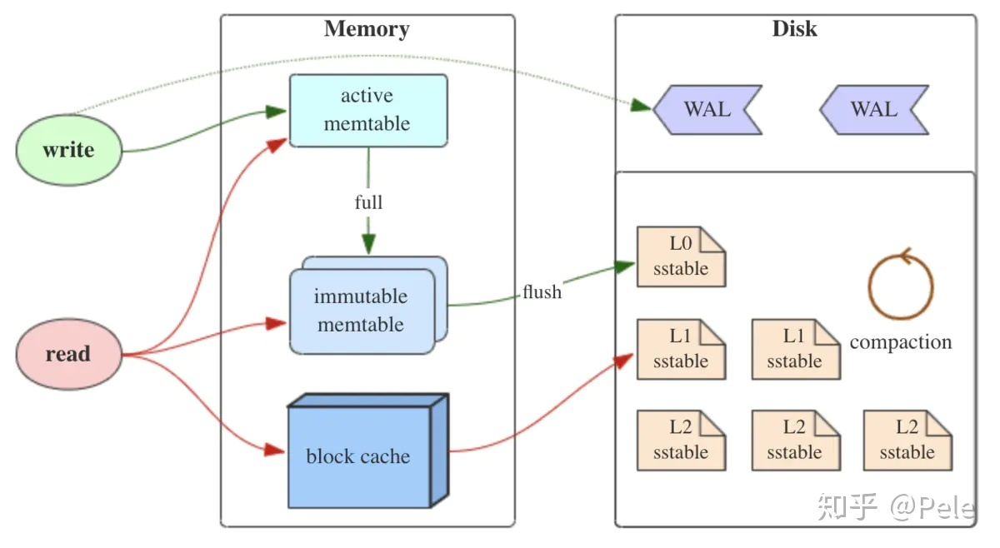 Memory
Disk
active
memtable
WAL
WAL
write
full
L0
sstable
immutable
memtable
flush
L1
sstable
L1
sstable
compaction
read
block cache
L2
sstable
L2
sstable
L2
sstable
知乎 @Pele